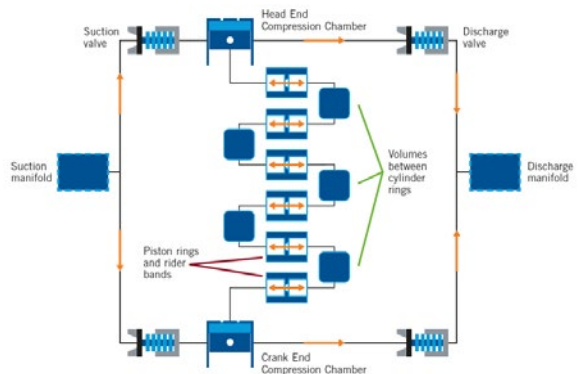 Suction
valve
Head End
Compression Chamber
Discharge
valve
Suction
manifold
Volumes
between
cylinder
rings
Discharge
manifold
Piston rings
and rider
bands
Crank End
Compression Chamber